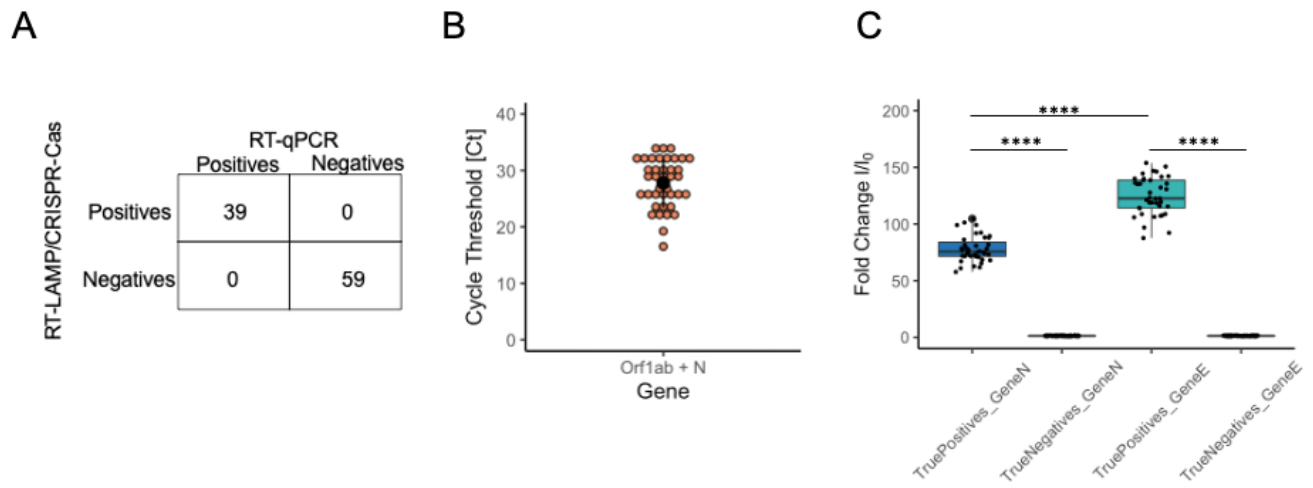 A
RT-qPCR
Positives Negatives
RT-LAMP/CRISPR-Cas
Positives 39 0
Negatives 0 59
B
Cycle Threshold [Ct]
40
30
20
10
0
Orf1ab + N
Gene
C
Fold Change I/I0
200
150
100
50
0
****
**** ****
TruePositives_GeneN
TrueNegatives_GeneN
TruePositives_GeneE
TrueNegatives_GeneE